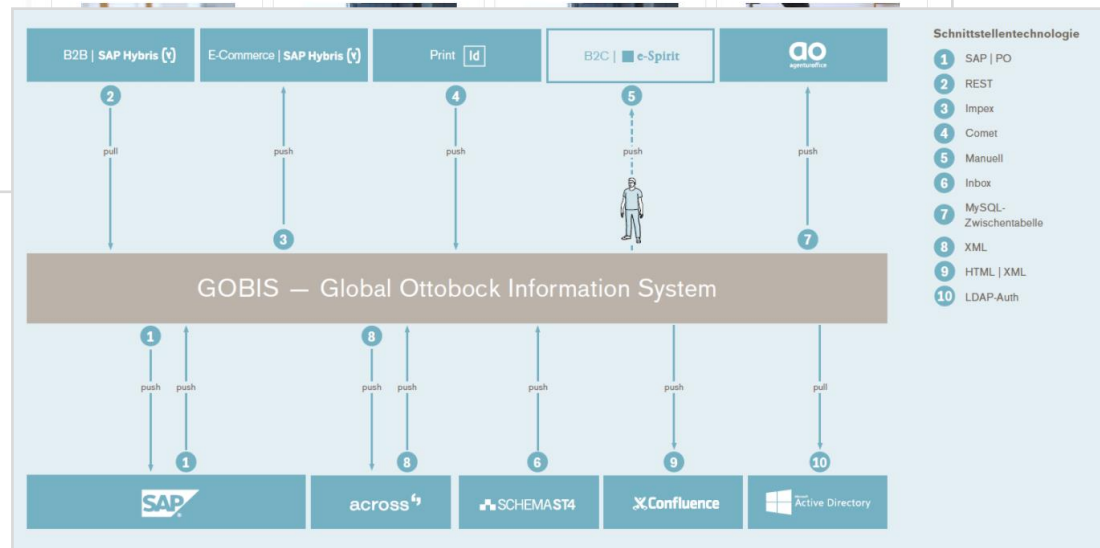 B2B | SAP Hybris (Y)
E-Commerce | SAP Hybris (Y)
Print Id
B2C | e-Spirit
ao
agenturoffice
2
4
5
pull
push
push
push
push
3
7
GOBIS — Global Ottobock Information System
1
8
push
push
push
push
push
push
pull
1
8
6
9
10
SAP
across
SCHEMA ST4
Confluence
Microsoft
Active Directory
Schnittstellentechnologie
1 SAP | PO
2 REST
3 Impex
4 Comet
5 Manuell
6 Inbox
7 MySQL-
Zwischentabelle
8 XML
9 HTML | XML
10 LDAP-Auth